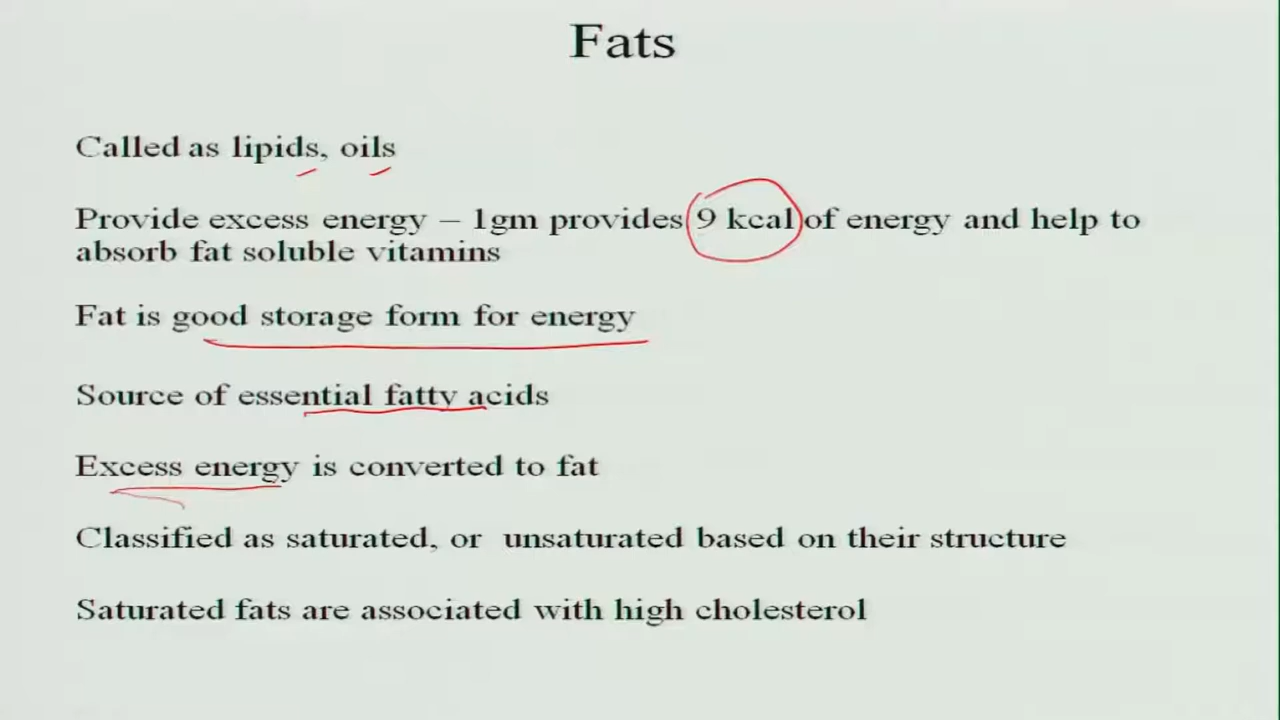 Fats
Called as lipids, oils
Provide excess energy – 1gm provides 9 kcal of energy and help to
absorb fat soluble vitamins
Fat is good storage form for energy
Source of essential fatty acids
Excess energy is converted to fat
Classified as saturated, or unsaturated based on their structure
Saturated fats are associated with high cholesterol